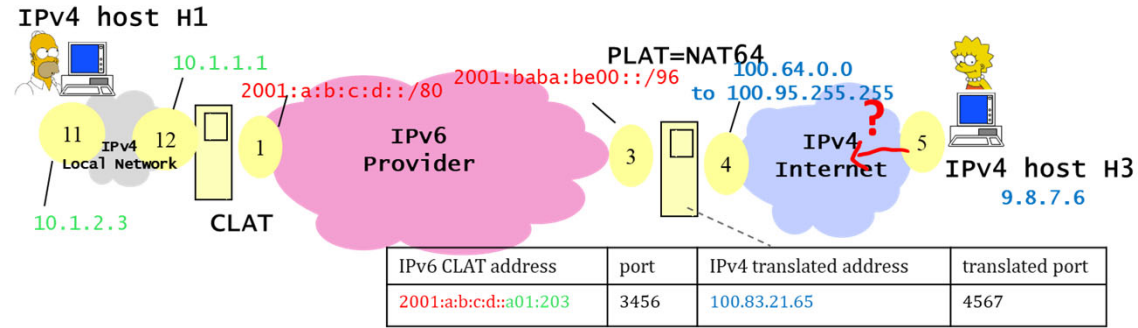 IPv4 host H1
10.1.1.1
2001:a:b:c:d::/80
2001:baba:be00::/96
PLAT=NAT64
100.64.0.0
to 100.95.255.255
?
11
12
IPv4
Local Network
1
IPv6
Provider
3
4
IPv4
Internet
5
IPv4 host H3
9.8.7.6
10.1.2.3
CLAT
IPv6 CLAT address port IPv4 translated address translated port
2001:a:b:c:d::a01:203 3456 100.83.21.65 4567